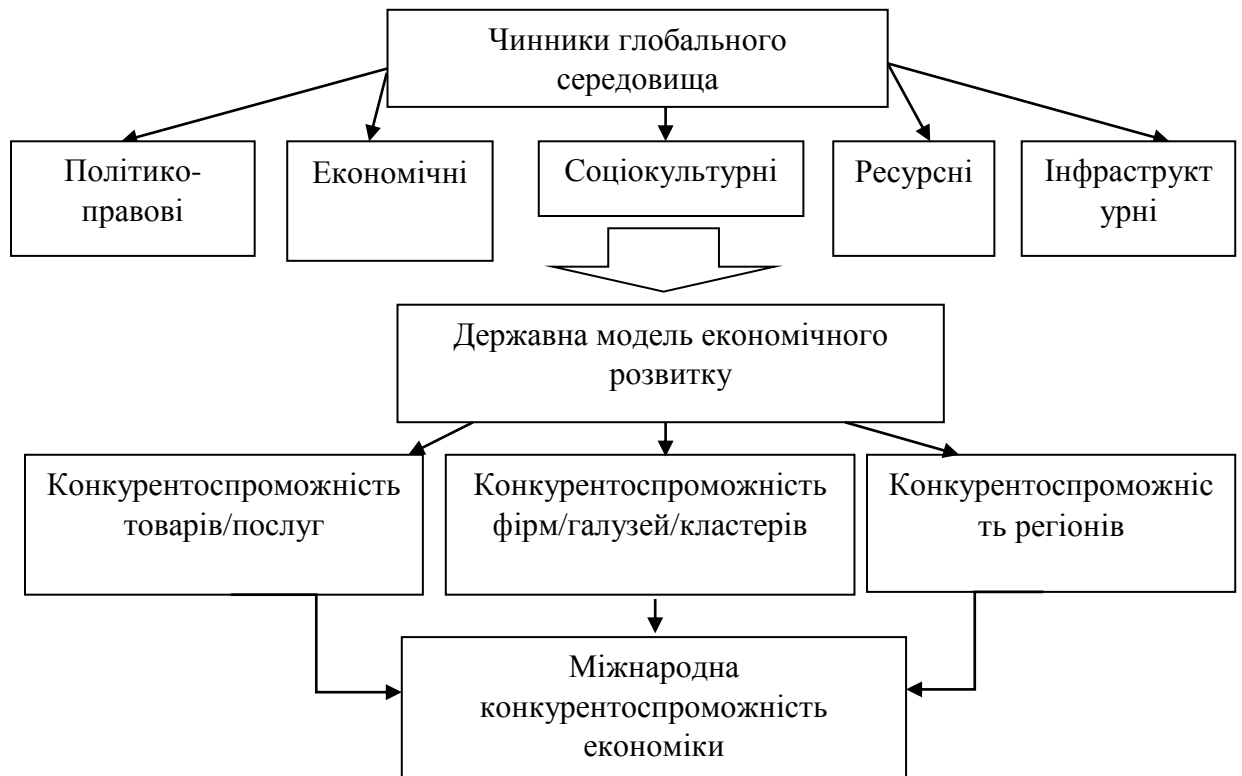 Чинники глобального
середовища
Політико-
правові
Економічні
Соціокультурні
Ресурсні
Інфраструкт
урні
Державна модель економічного
розвитку
Конкурентоспроможність
товарів/послуг
Конкурентоспроможність
фірм/галузей/кластерів
Конкурентоспроможніс
ть регіонів
Міжнародна
конкурентоспроможність
економіки